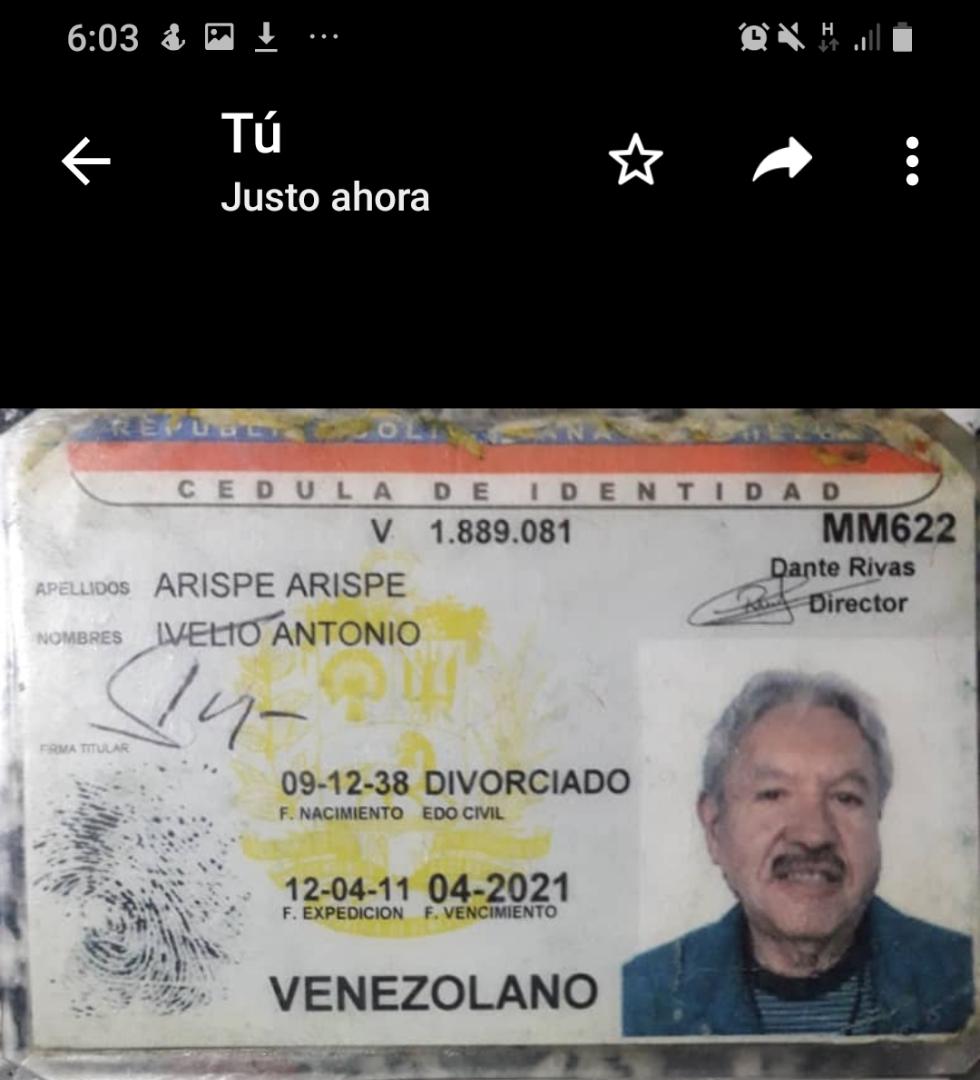 6:03
H
Tú
Justo ahora
CEDULA DE IDENTIDAD
V 1.889.081 MM622
Dante Rivas
Director
APELLIDOS ARISPE ARISPE
NOMBRES IVELIO ANTONIO
FIRMA TITULAR
09-12-38 DIVORCIADO
F. NACIMIENTO EDO CIVIL
12-04-11 04-2021
F. EXPEDICION F. VENCIMIENTO
VENEZOLANO